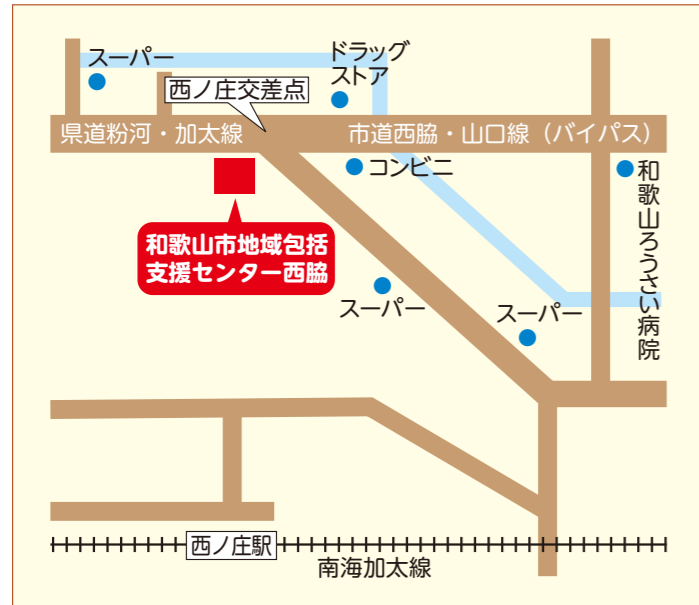 スーパー
ドラッグ
ストア
西ノ庄交差点
県道粉河・加太線
市道西脇・山口線（バイパス）
コンビニ
和歌山ろうさい病院
和歌山市地域包括
支援センター西脇
スーパー
スーパー
西ノ庄駅
南海加太線